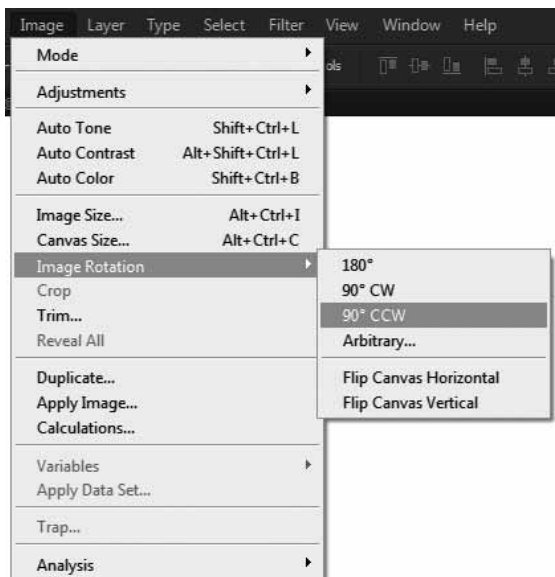 Image Layer Type Select Filter View Window Help
ols
Mode
Adjustments
Auto Tone Shift+Ctrl+L
Auto Contrast Alt+Shift+Ctrl+L
Auto Color Shift+Ctrl+B
Image Size... Alt+Ctrl+I
Canvas Size... Alt+Ctrl+C
Image Rotation
Crop
Trim...
Reveal All
Duplicate...
Apply Image...
Calculations...
Variables
Apply Data Set...
Trap...
Analysis
180°
90° CW
90° CCW
Arbitrary...
Flip Canvas Horizontal
Flip Canvas Vertical